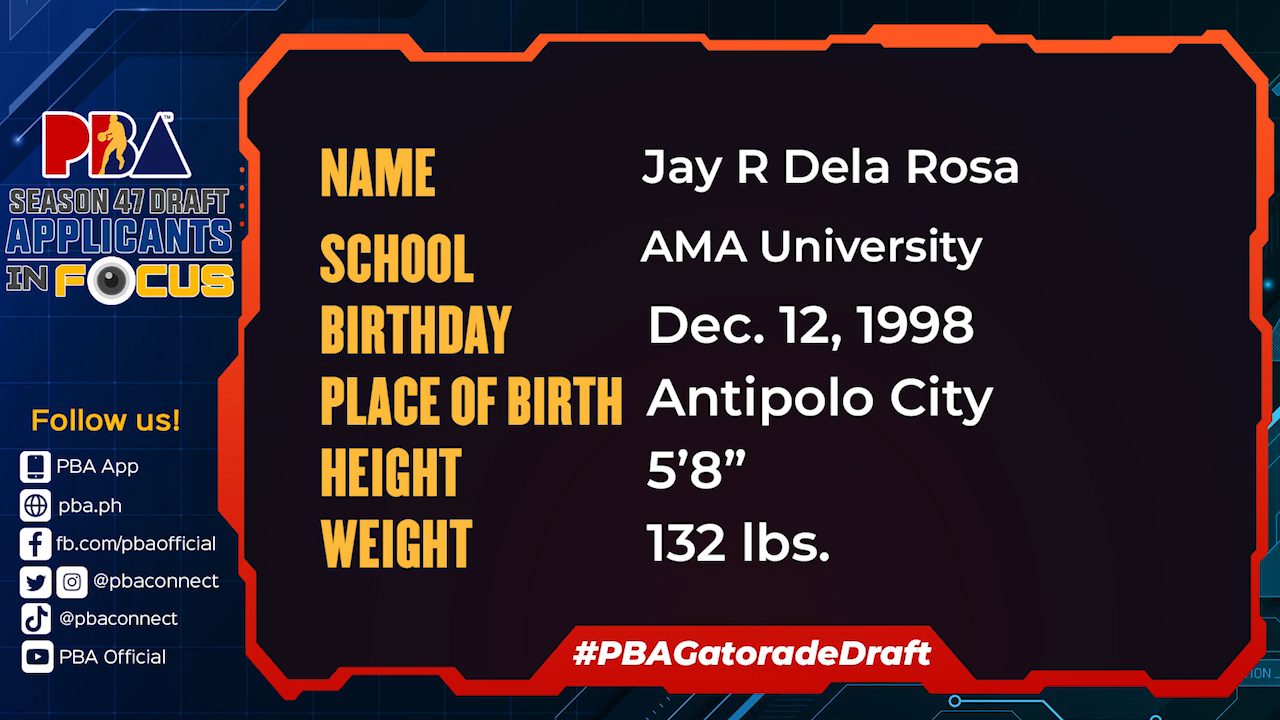 PBA
TM
SEASON 47 DRAFT
APPLICANTS
IN FOCUS
Follow us!
PBA App
pba.ph
fb.com/pbaofficial
@pbaconnect
@pbaconnect
PBA Official
NAME Jay R Dela Rosa
SCHOOL AMA University
BIRTHDAY Dec. 12, 1998
PLACE OF BIRTH Antipolo City
HEIGHT 5’8”
WEIGHT 132 lbs.
#PBAGatoradeDraft